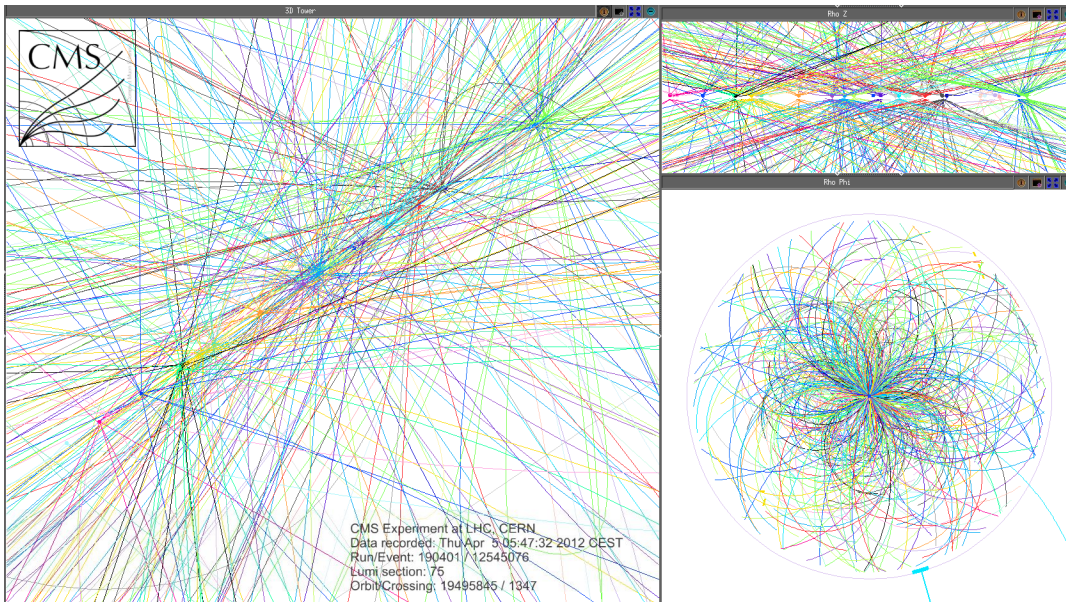 3D Tower
CMS
CMS Experiment at LHC, CERN
Data recorded: Thu Apr 5 05:47:32 2012 CEST
Run/Event: 190401 / 12545076
Lumi section: 75
Orbit/Crossing: 19495845 / 1347
Rho Z
Rho Phi